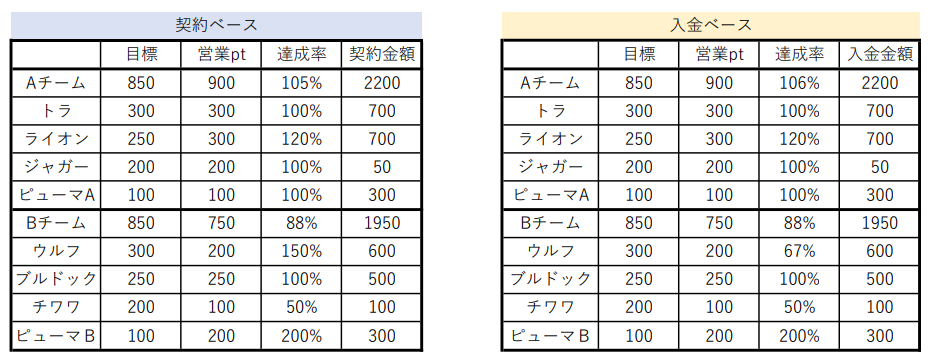 契約ベース
目標 営業pt 達成率 契約金額
Aチーム 850 900 105% 2200
トラ 300 300 100% 700
ライオン 250 300 120% 700
ジャガー 200 200 100% 50
ピューマA 100 100 100% 300
Bチーム 850 750 88% 1950
ウルフ 300 200 150% 600
ブルドック 250 250 100% 500
チワワ 200 100 50% 100
ピューマB 100 200 200% 300
入金ベース
目標 営業pt 達成率 入金金額
Aチーム 850 900 106% 2200
トラ 300 300 100% 700
ライオン 250 300 120% 700
ジャガー 200 200 100% 50
ピューマA 100 100 100% 300
Bチーム 850 750 88% 1950
ウルフ 300 200 67% 600
ブルドック 250 250 100% 500
チワワ 200 100 50% 100
ピューマB 100 200 200% 300